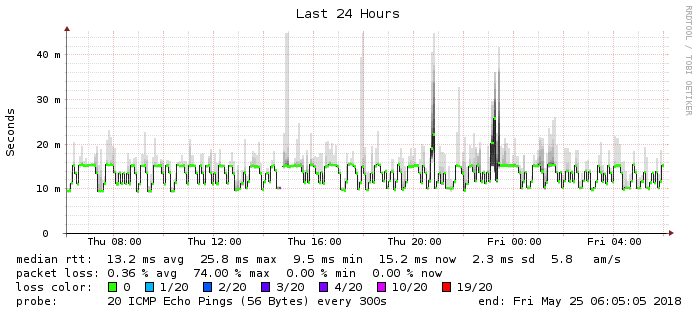 Last 24 Hours
RRDTOOL / TOBI OETIKER
Seconds
40 m
30 m
20 m
10 m
0
Thu 08:00 Thu 12:00 Thu 16:00 Thu 20:00 Fri 00:00 Fri 04:00
median rtt: 13.2 ms avg 25.8 ms max 9.5 ms min 15.2 ms now 2.3 ms sd 5.8 am/s
packet loss: 0.36 % avg 74.00 % max 0.00 % min 0.00 % now
loss color: 0 1/20 2/20 3/20 4/20 10/20 19/20
probe: 20 ICMP Echo Pings (56 Bytes) every 300s end: Fri May 25 06:05:05 2018